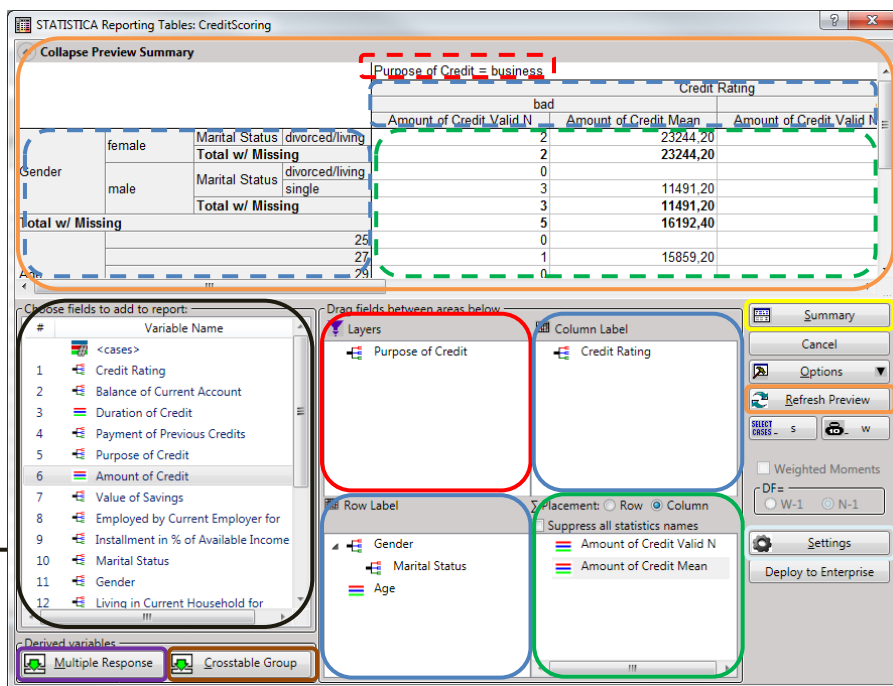 STATISTICA Reporting Tables: CreditScoring
Collapse Preview Summary
Purpose of Credit = business
Credit Rating
bad
Amount of Credit Valid N Amount of Credit Mean Amount of Credit Valid N
Gender female Marital Status divorced/living 2 23244,20
Total w/ Missing 2 23244,20
male Marital Status divorced/living 0
single 3 11491,20
Total w/ Missing 3 11491,20
Total w/ Missing 5 16192,40
Age 25 0
27 1 15859,20
29 0
Choose fields to add to report:
# Variable Name
<cases>
1 Credit Rating
2 Balance of Current Account
3 Duration of Credit
4 Payment of Previous Credits
5 Purpose of Credit
6 Amount of Credit
7 Value of Savings
8 Employed by Current Employer for
9 Installment in % of Available Income
10 Marital Status
11 Gender
12 Living in Current Household for
Derived variables
Multiple Response Crosstable Group
Drag fields between areas below
Layers
Purpose of Credit
Column Label
Credit Rating
Row Label
Gender
Marital Status
Age
Σ Placement: Row Column
Suppress all statistics names
Amount of Credit Valid N
Amount of Credit Mean
Summary
Cancel
Options
Refresh Preview
SELECT CASES S W
Weighted Moments
DF=
W-1 N-1
Settings
Deploy to Enterprise